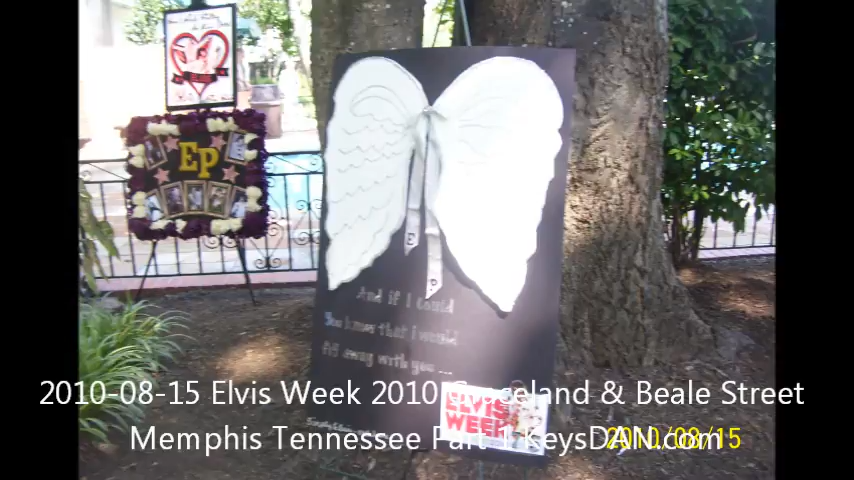 EP
E
P
And if I could
You know that I would
fly away with you ...
ELVIS
WEEK
2010-08-15 Elvis Week 2010 Graceland & Beale Street
Memphis Tennessee Part 1 KeysDAN.com
2010/08/15